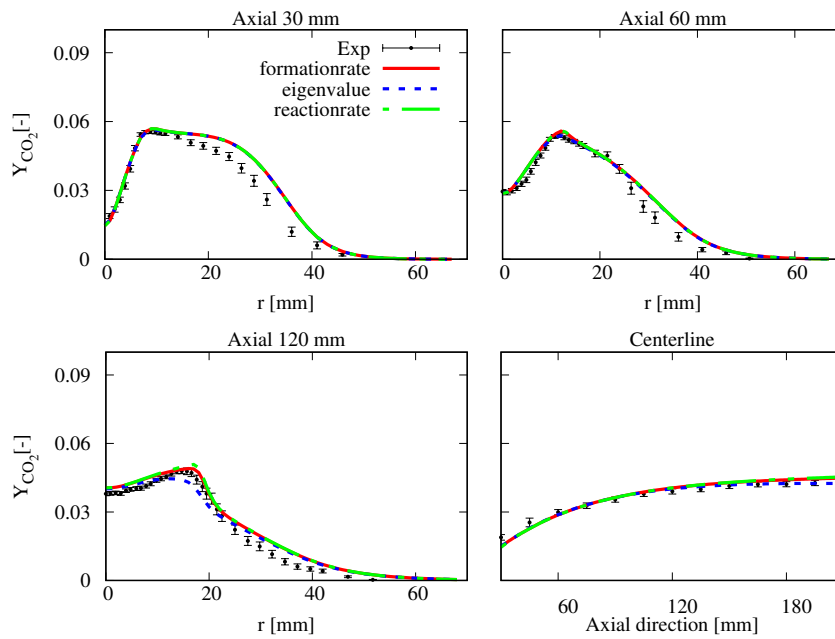 Axial 30 mm
Axial 60 mm
0.09
0.06
0.03
0
Y_CO2[-]
Exp
formationrate
eigenvalue
reactionrate
0 20 40 60
r [mm]
0 20 40 60
r [mm]
Axial 120 mm
Centerline
0.09
0.06
0.03
0
Y_CO2[-]
0 20 40 60
r [mm]
60 120 180
Axial direction [mm]